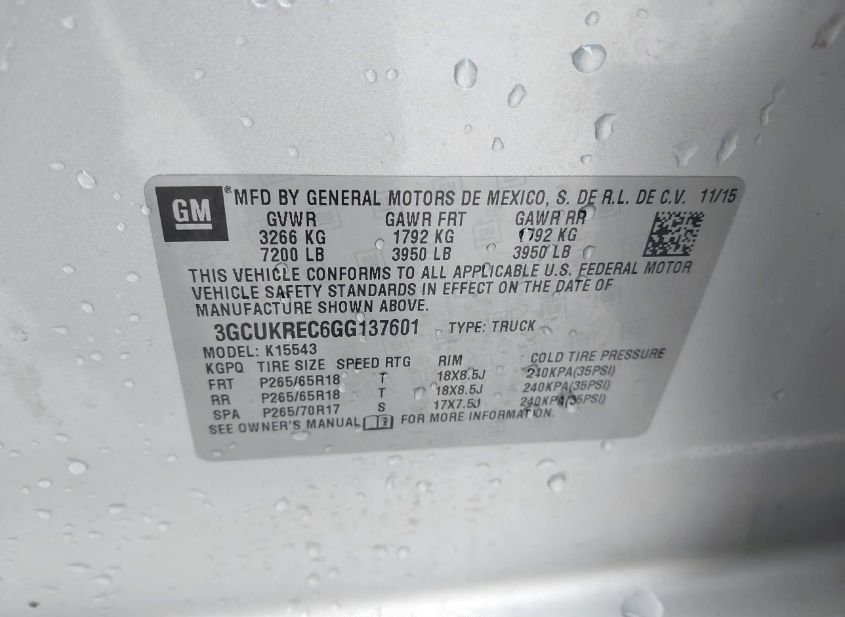 GM ® MFD BY GENERAL MOTORS DE MEXICO, S. DE R.L. DE C.V. 11/15
GVWR GAWR FRT GAWR RR
3266 KG 1792 KG 1792 KG
7200 LB 3950 LB 3950 LB
THIS VEHICLE CONFORMS TO ALL APPLICABLE U.S. FEDERAL MOTOR
VEHICLE SAFETY STANDARDS IN EFFECT ON THE DATE OF
MANUFACTURE SHOWN ABOVE.
3GCUKREC6GG137601 TYPE: TRUCK
MODEL: K15543
KGPQ TIRE SIZE SPEED RTG RIM COLD TIRE PRESSURE
FRT P265/65R18 T 18X8.5J 240KPA(35PSI)
RR P265/65R18 T 18X8.5J 240KPA(35PSI)
SPA P265/70R17 S 17X7.5J 240KPA(35PSI)
SEE OWNER'S MANUAL ? FOR MORE INFORMATION.